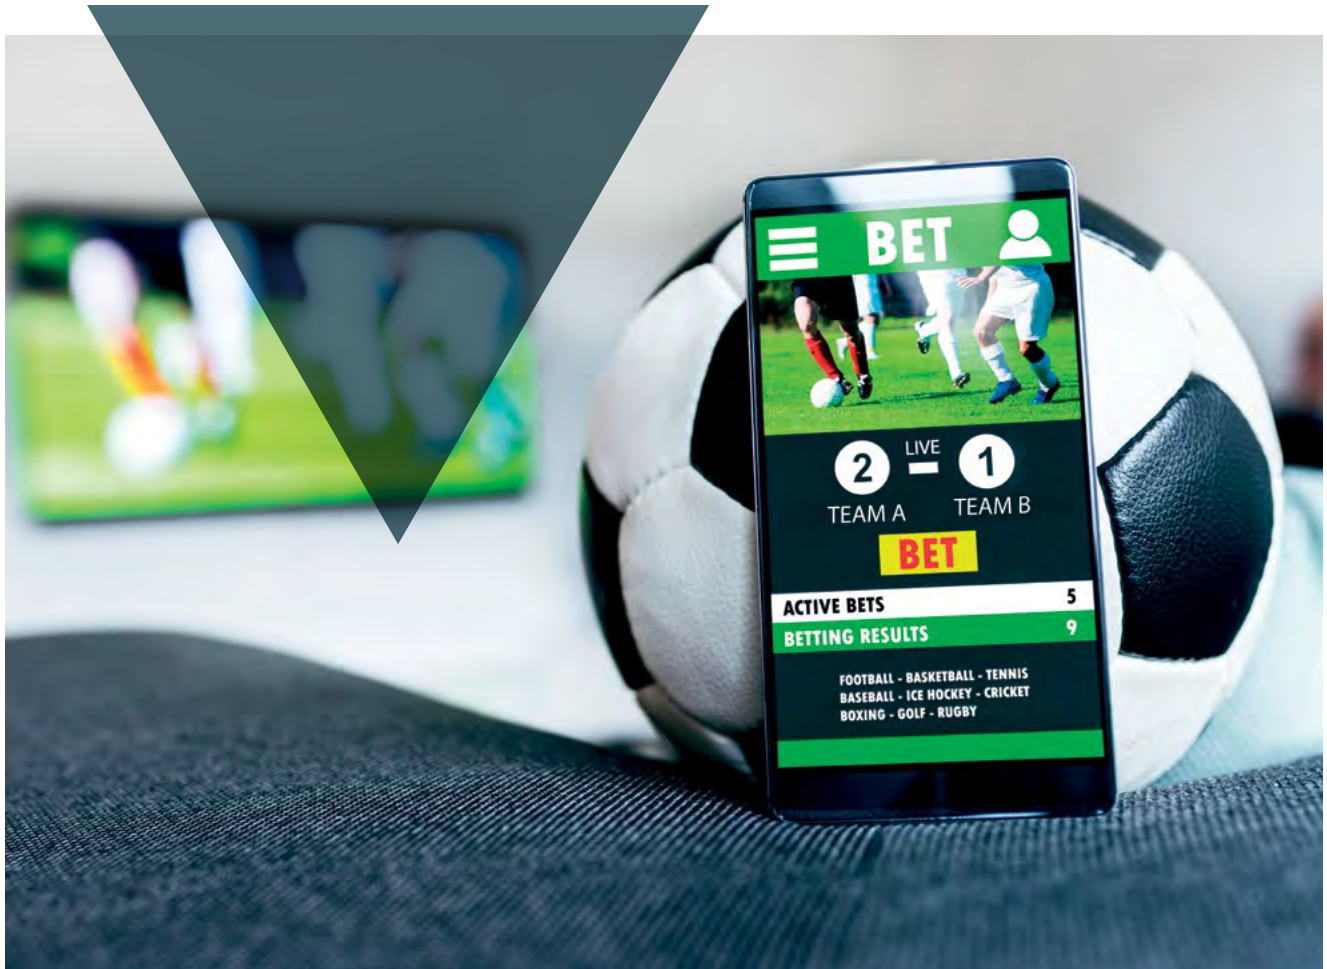 BET
LIVE
2 - 1
TEAM A TEAM B
BET
ACTIVE BETS 5
BETTING RESULTS 9
FOOTBALL - BASKETBALL - TENNIS
BASEBALL - ICE HOCKEY - CRICKET
BOXING - GOLF - RUGBY